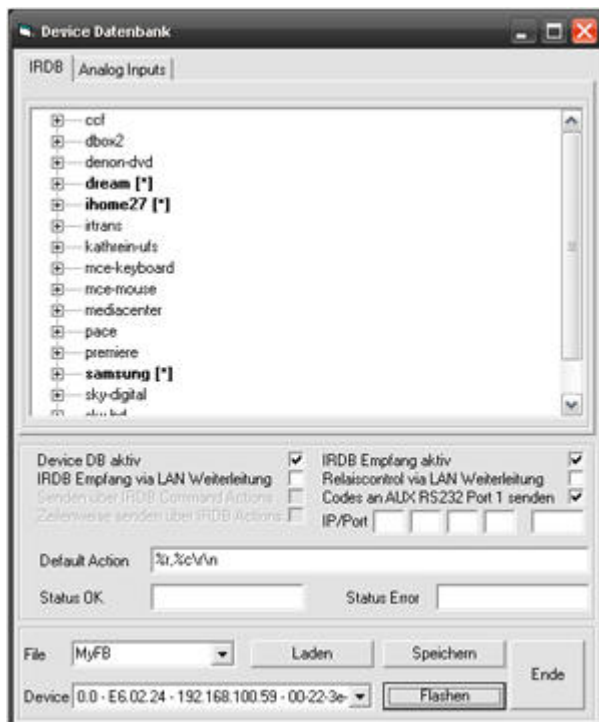 Device Datenbank
IRDB Analog Inputs
ccf
dbox2
denon-dvd
dream [*]
ihome27 [*]
irtrans
kathrein-ufs
mce-keyboard
mce-mouse
mediacenter
pace
premiere
samsung [*]
sky-digital
sky-hd
Device DB aktiv IRDB Empfang aktiv
IRDB Empfang via LAN Weiterleitung Relaiscontrol via LAN Weiterleitung
Senden über IRDB Command Actions Codes an AUX RS232 Port 1 senden
Zeilenweise senden über IRDB Actions IP/Port
Default Action %r,%c\r\n
Status OK Status Error
File MyFB Laden Speichern
Ende
Device 0.0 - E6.02.24 - 192.168.100.59 - 00-22-3e- Flashen